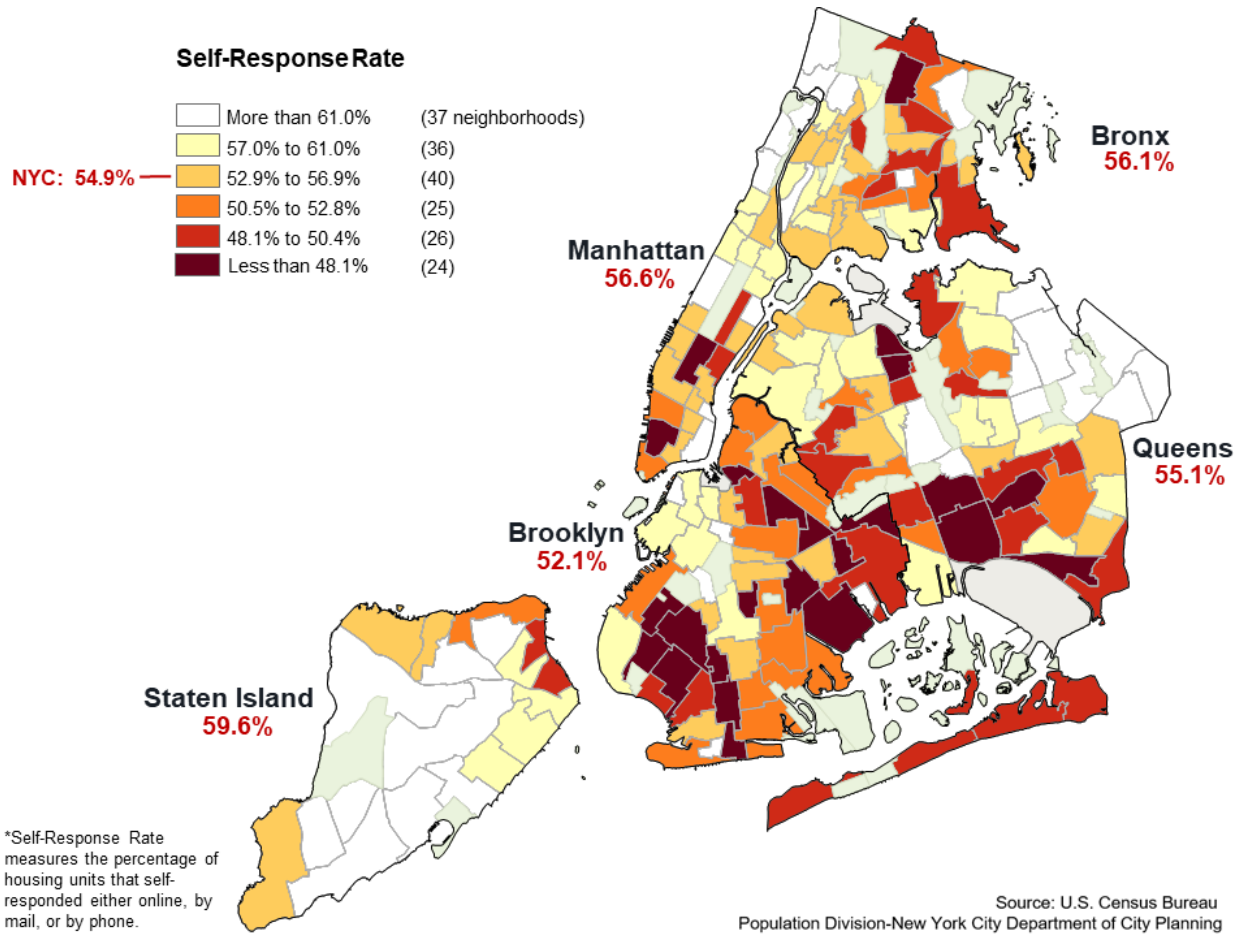 Self-Response Rate
More than 61.0% (37 neighborhoods)
57.0% to 61.0% (36)
NYC: 54.9% 52.9% to 56.9% (40)
50.5% to 52.8% (25)
48.1% to 50.4% (26)
Less than 48.1% (24)
Bronx
56.1%
Manhattan
56.6%
Queens
55.1%
Brooklyn
52.1%
Staten Island
59.6%
*Self-Response Rate
measures the percentage of
housing units that self-
responded either online, by
mail, or by phone.
Source: U.S. Census Bureau
Population Division-New York City Department of City Planning